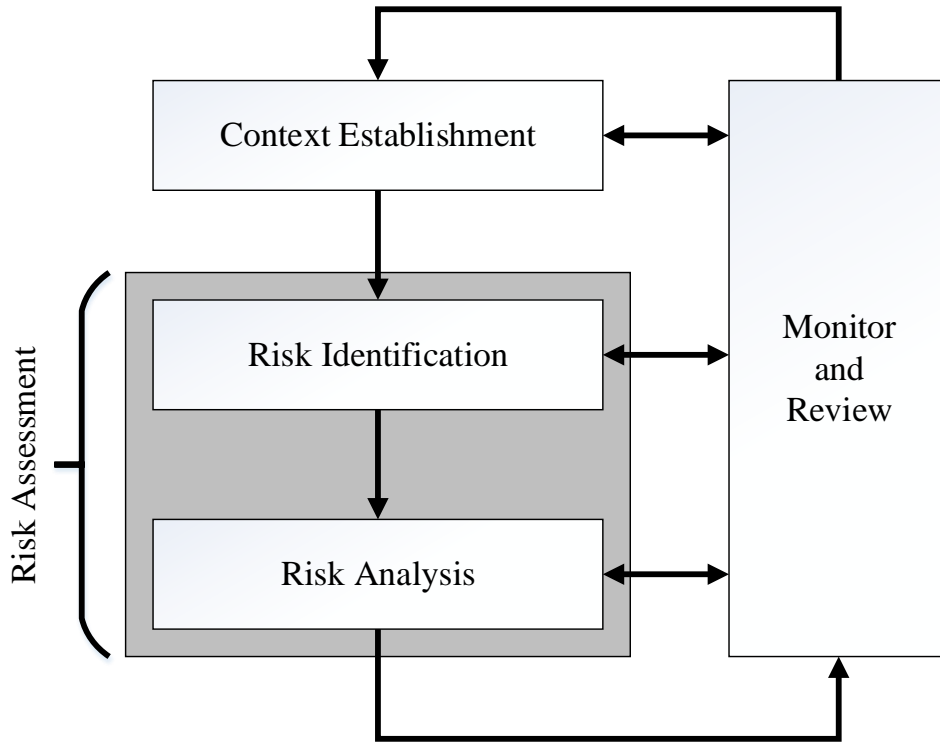 Context Establishment
Risk Identification
Monitor
and
Review
Risk Assessment
Risk Analysis